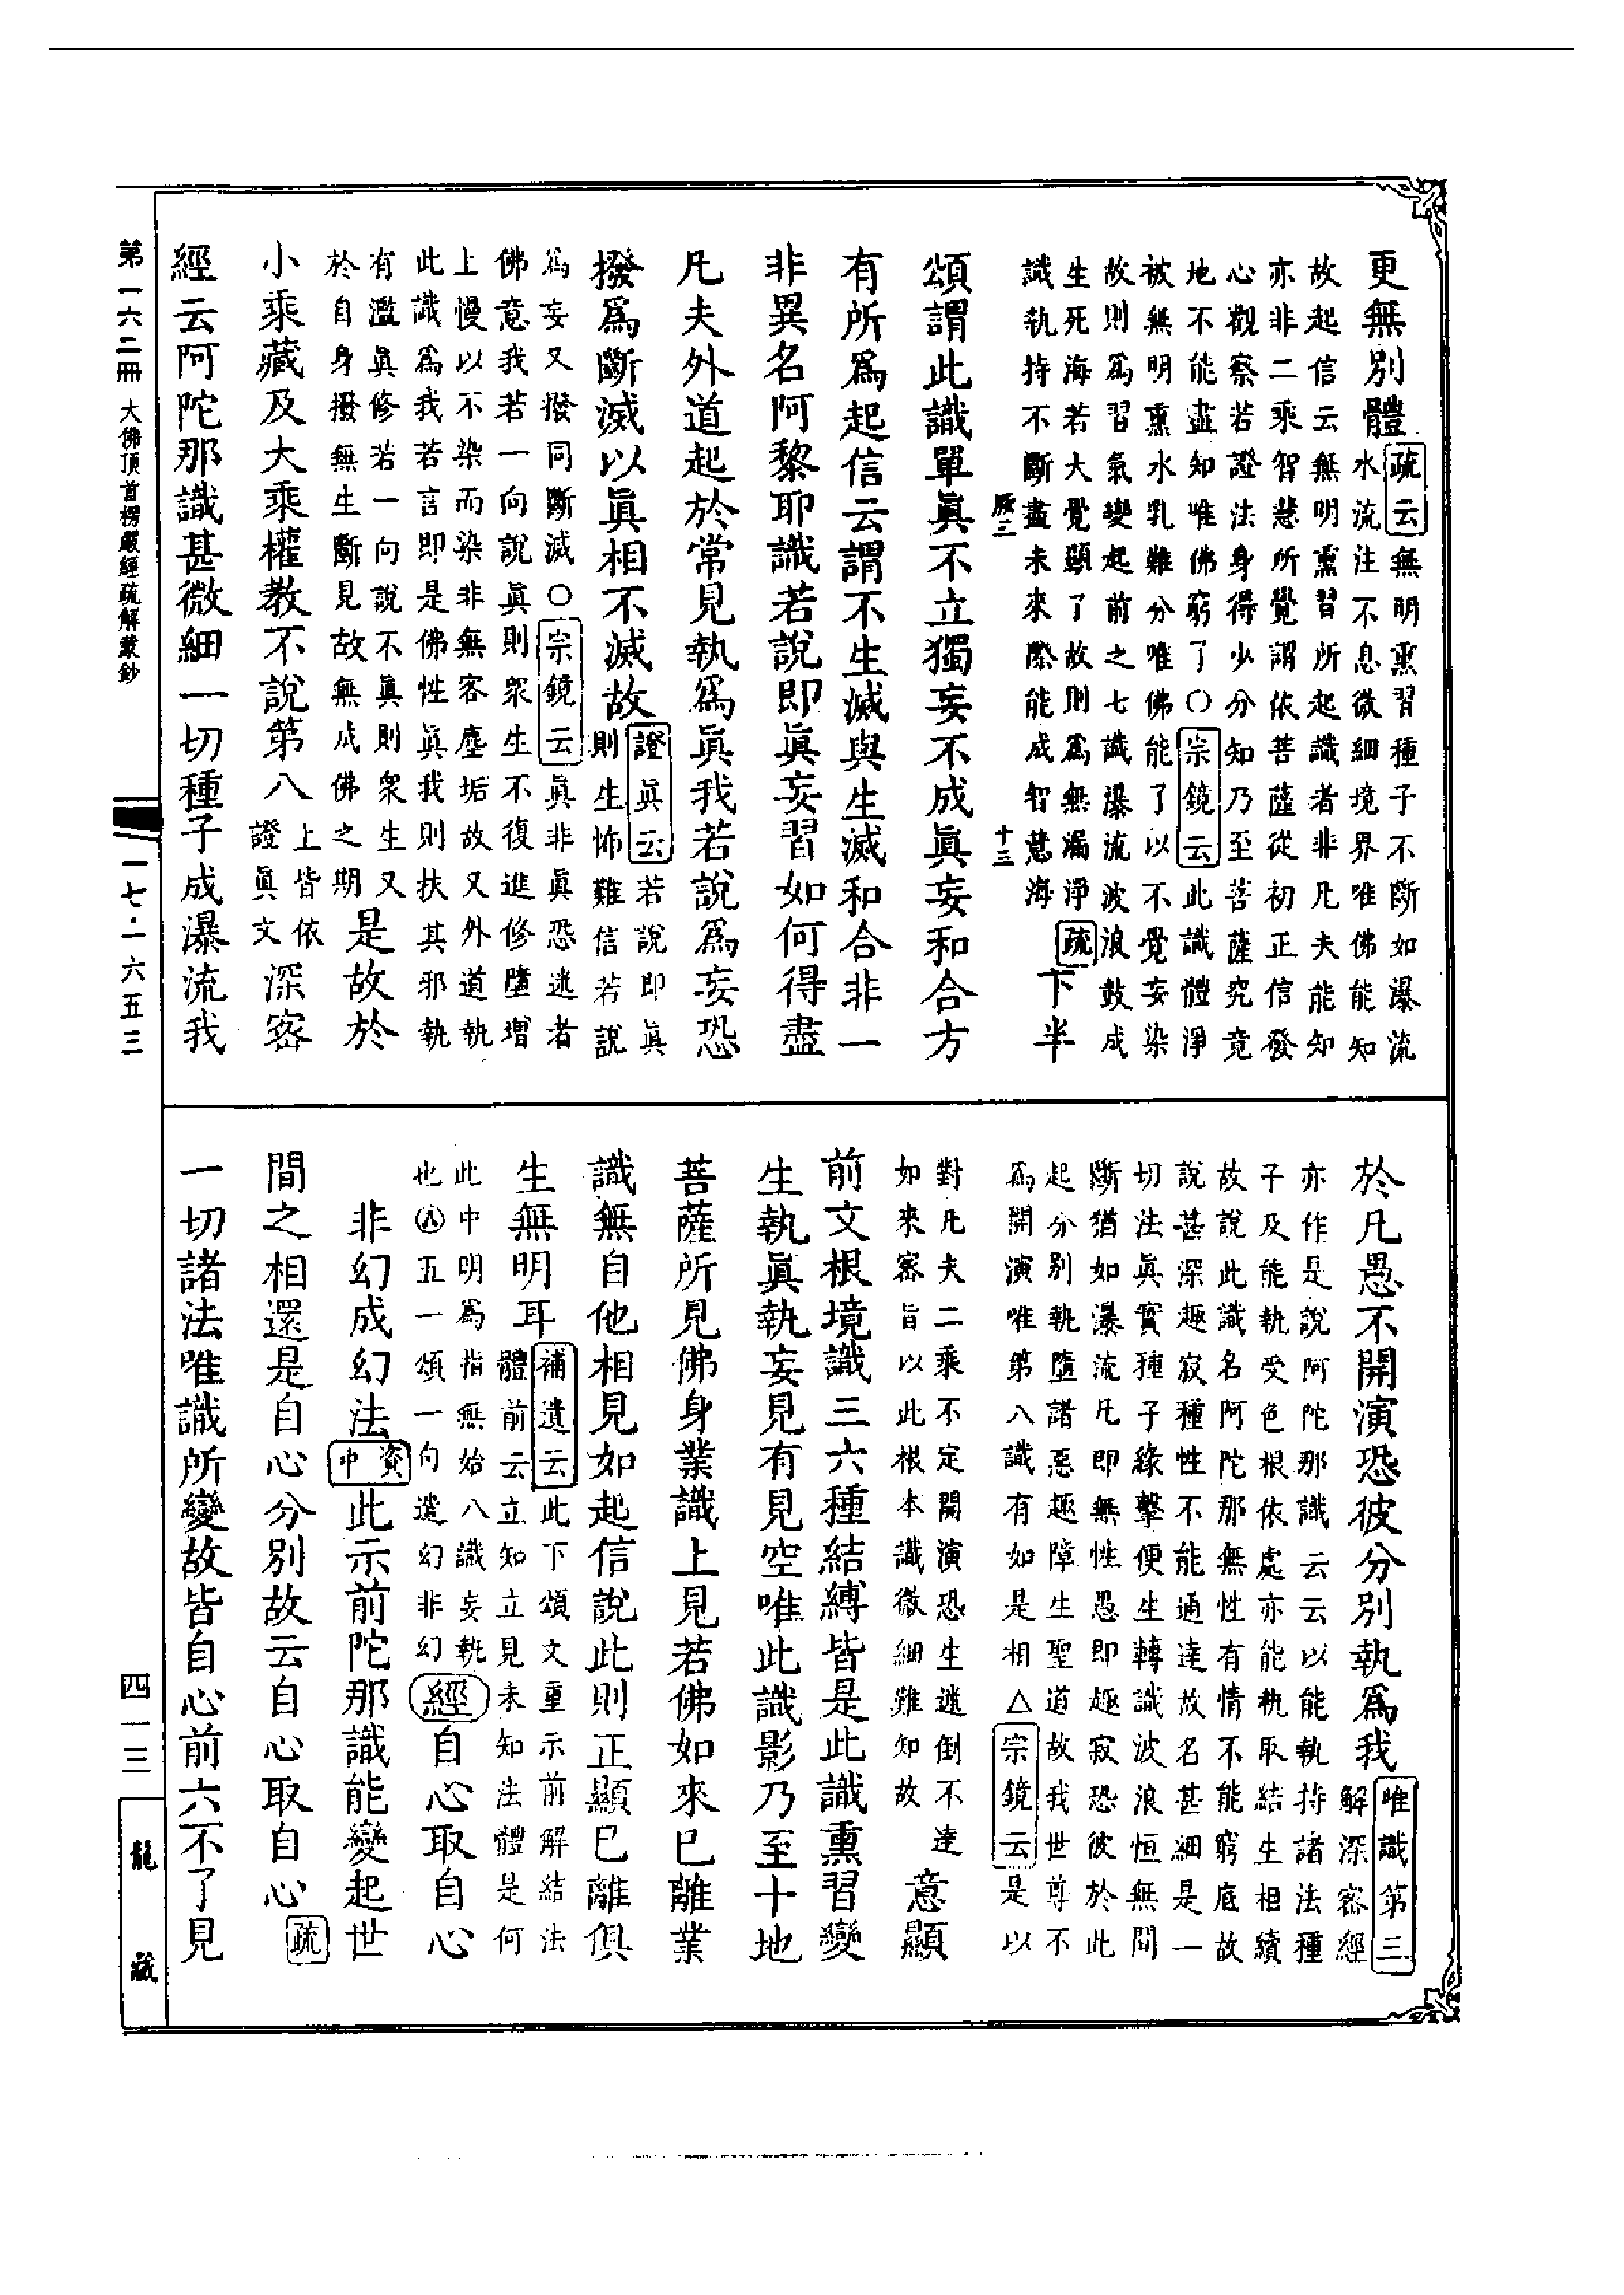 更無別體
疏云無明熏習種子不斷如瀑流
水流注不息微細境界唯佛能知
故起信云無明熏習所起識者非凡夫能知
亦非二乘智慧所覺謂依菩薩從初正信發
心觀察若證法身得少分知乃至菩薩究竟
地不能盡知唯佛窮了〇宗鏡云此識體淨
被無明熏水乳難分唯佛能了以不覺妄染
故則爲習氣變起前之七識瀑流波浪鼓成
生死海若大覺顯了故則爲無漏淨
識執持不斷盡未來際能成智慧海
疏下半
十三
頌謂此識單眞不立獨妄不成眞妄和合方
有所爲起信云謂不生滅與生滅和合非一
非異名阿黎耶識若說即眞妄習如何得盡
凡夫外道起於常見執爲眞我若說爲妄恐
撥爲斷滅以眞相不滅故
證眞云若說即眞
則生怖難信若說
爲妄又撥同斷滅〇宗鏡云眞非眞恐迷者
佛意我若一向說眞則衆生不復進修墮增
上慢以不染而染非無客塵垢故又外道執
此識爲我若言即是佛性眞我則扶其邪執
有濫眞修若一向說不眞則衆生又
於自身撥無生斷見故無成佛之期
是故於
小乘藏及大乘權教不說第八
上皆依
證眞文
深密
經云阿陀那識甚微細一切種子成瀑流我
於凡愚不開演恐彼分別執爲我
唯識第三
解深密經
亦作是說阿陀那識云云以能執持諸法種
子及能執受色根依處亦能執取結生相續
故說此識名阿陀那無性有情不能窮底故
說甚深趣寂種性不能通達故名甚細是一
切法眞實種子緣擊便生轉識波浪恒無間
斷猶如瀑流凡即無性愚即趣寂恐彼於此
起分別執墮諸惡趣障生聖道故我世尊不
爲開演唯第八識有如是相△宗鏡云是以
對凡夫二乘不定開演恐生迷倒不達
如來密旨以此根本識微細難知故
意顯
前文根境識三六種結縛皆是此識熏習變
生執眞執妄見有見空唯此識影乃至十地
菩薩所見佛身業識上見若佛如來已離業
識無自他相見如起信說此則正顯已離俱
生無明耳
補遺云此下頌文重示前解結法
體前云立知立見未知法體是何
此中明爲指無始八識妄執
也㈧五一頌一向遣幻非幻
經自心取自心
非幻成幻法
資中此示前陀那識能變起世
間之相還是自心分別故云自心取自心疏
一切諸法唯識所變故皆自心前六不了見
第一六二冊 大佛頂首楞嚴經疏解蒙鈔
一七·一六五三
四一三
龍藏